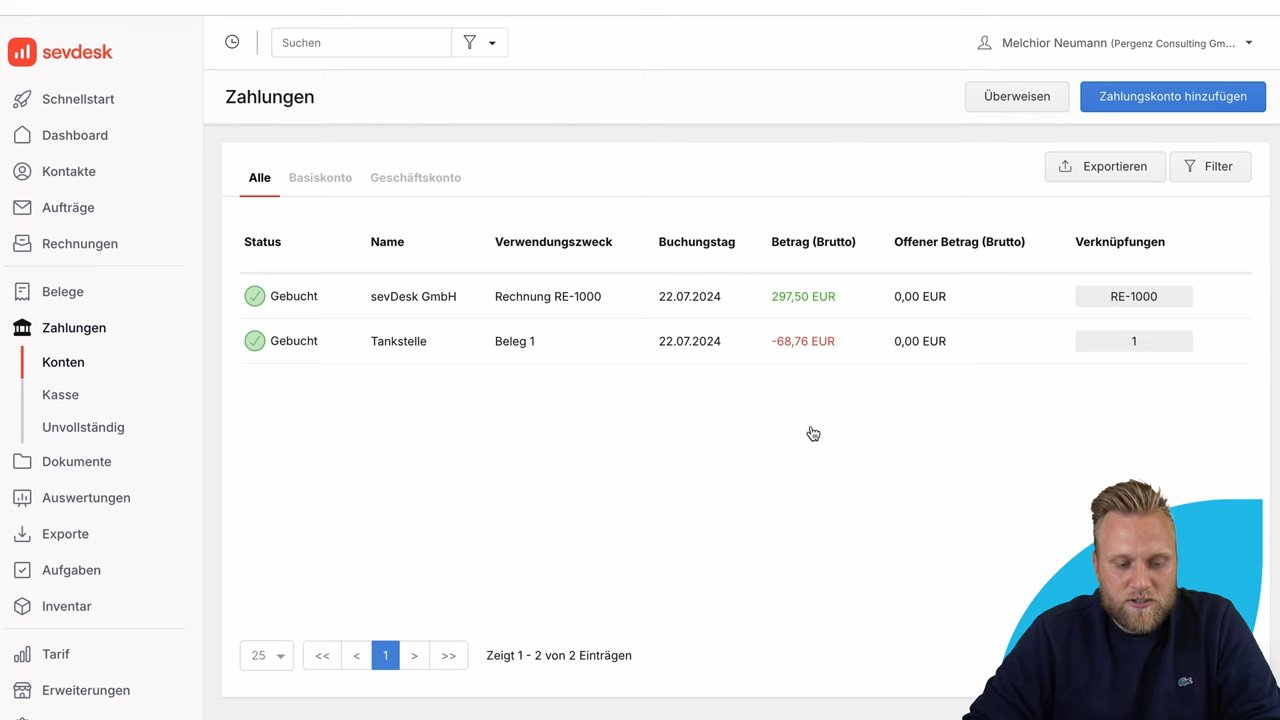 sevdesk
Suchen
Melchior Neumann (Pergenz Consulting Gm...
Schnellstart
Dashboard
Kontakte
Aufträge
Rechnungen
Belege
Zahlungen
Konten
Kasse
Unvollständig
Dokumente
Auswertungen
Exporte
Aufgaben
Inventar
Tarif
Erweiterungen
Zahlungen
Überweisen
Zahlungskonto hinzufügen
Alle Basiskonto Geschäftskonto
Exportieren
Filter
Status Name Verwendungszweck Buchungstag Betrag (Brutto) Offener Betrag (Brutto) Verknüpfungen
Gebucht sevDesk GmbH Rechnung RE-1000 22.07.2024 297,50 EUR 0,00 EUR RE-1000
Gebucht Tankstelle Beleg 1 22.07.2024 -68,76 EUR 0,00 EUR 1
25 << < 1 > >> Zeigt 1 - 2 von 2 Einträgen